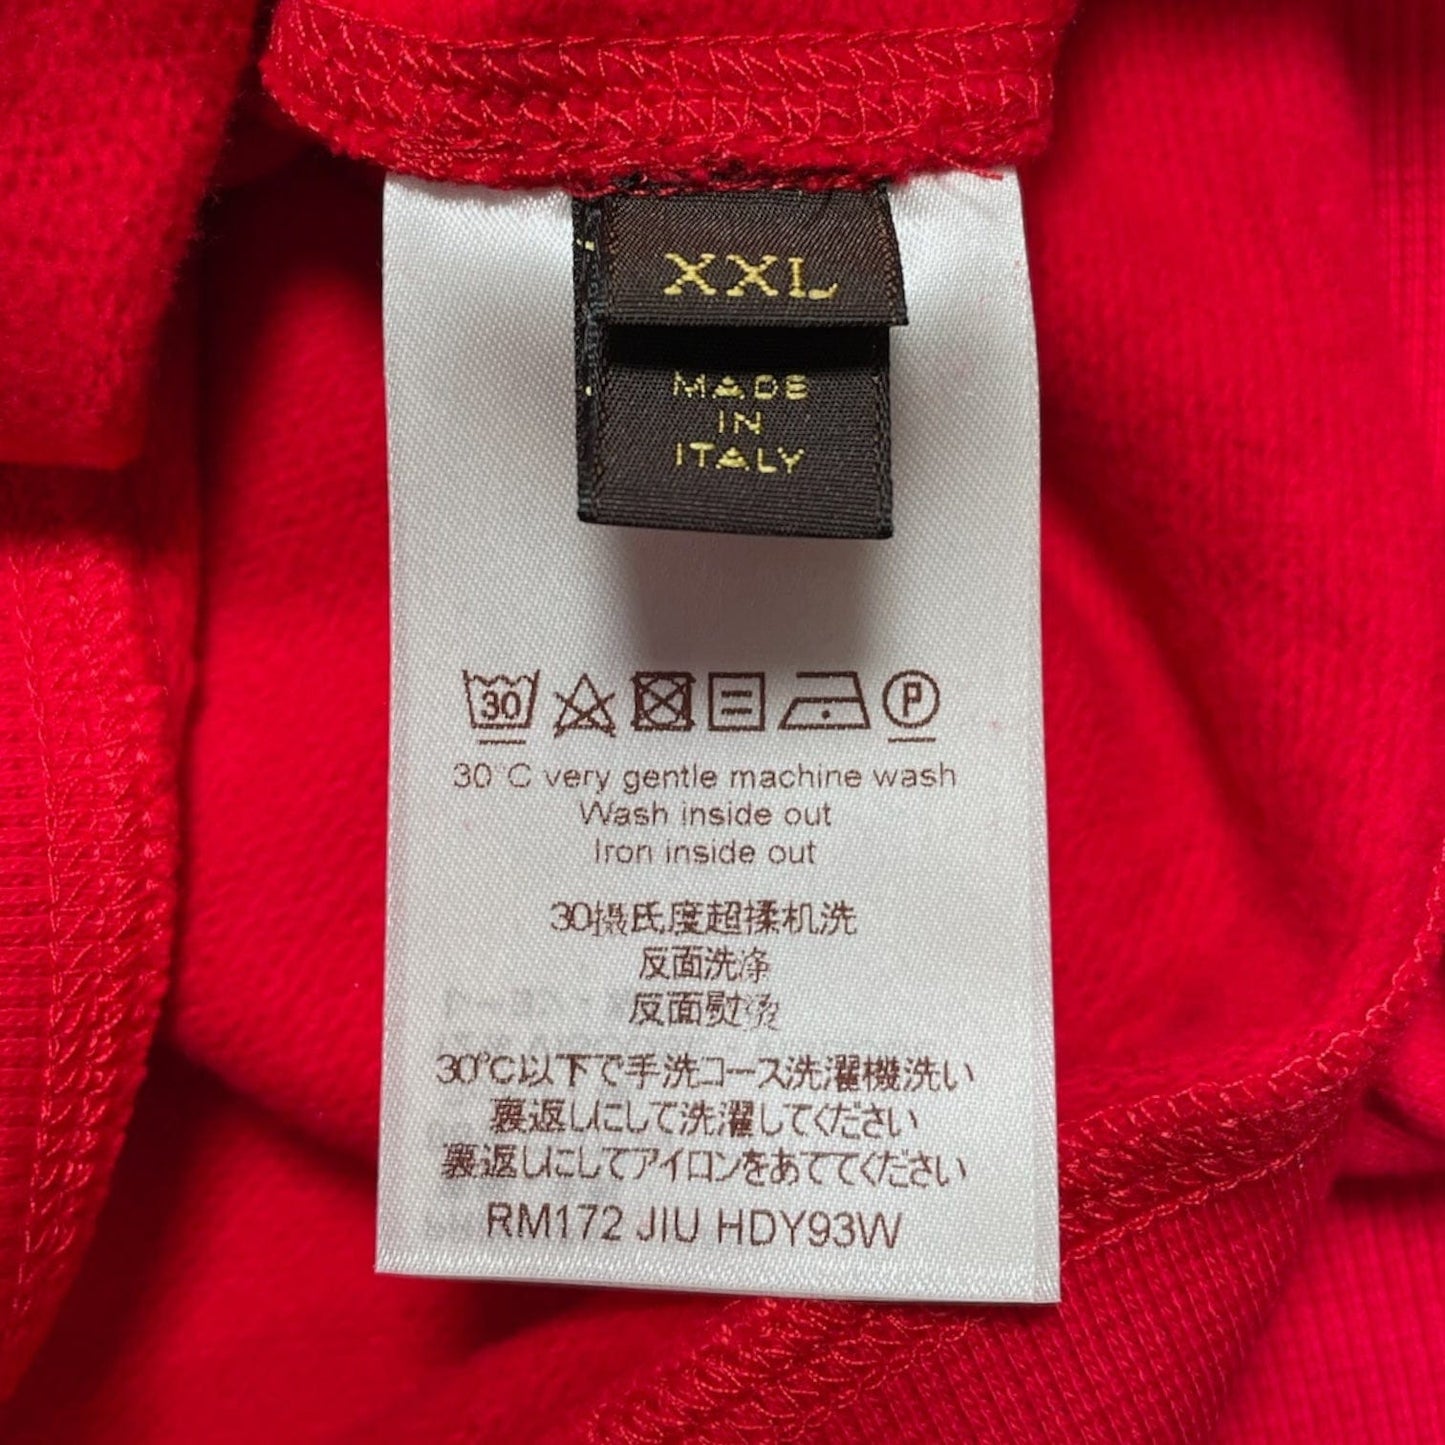 XXL
MADE
IN
ITALY
30
P
30°C very gentle machine wash
Wash inside out
Iron inside out
30摄氏度超揉机洗
反面洗涤
反面熨烫
30°C以下で手洗コース洗濯機洗い
裏返しにして洗濯してください
裏返しにしてアイロンをあててください
RM172 JIU HDY93W